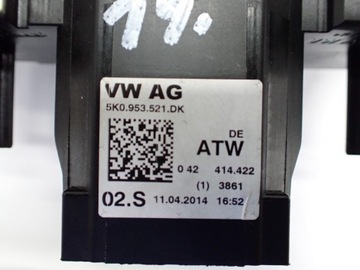 14.
VW AG
5K0.953.521.DK
DE
ATW
0 42 414.422
(1) 3861
02.S 11.04.2014 16:52